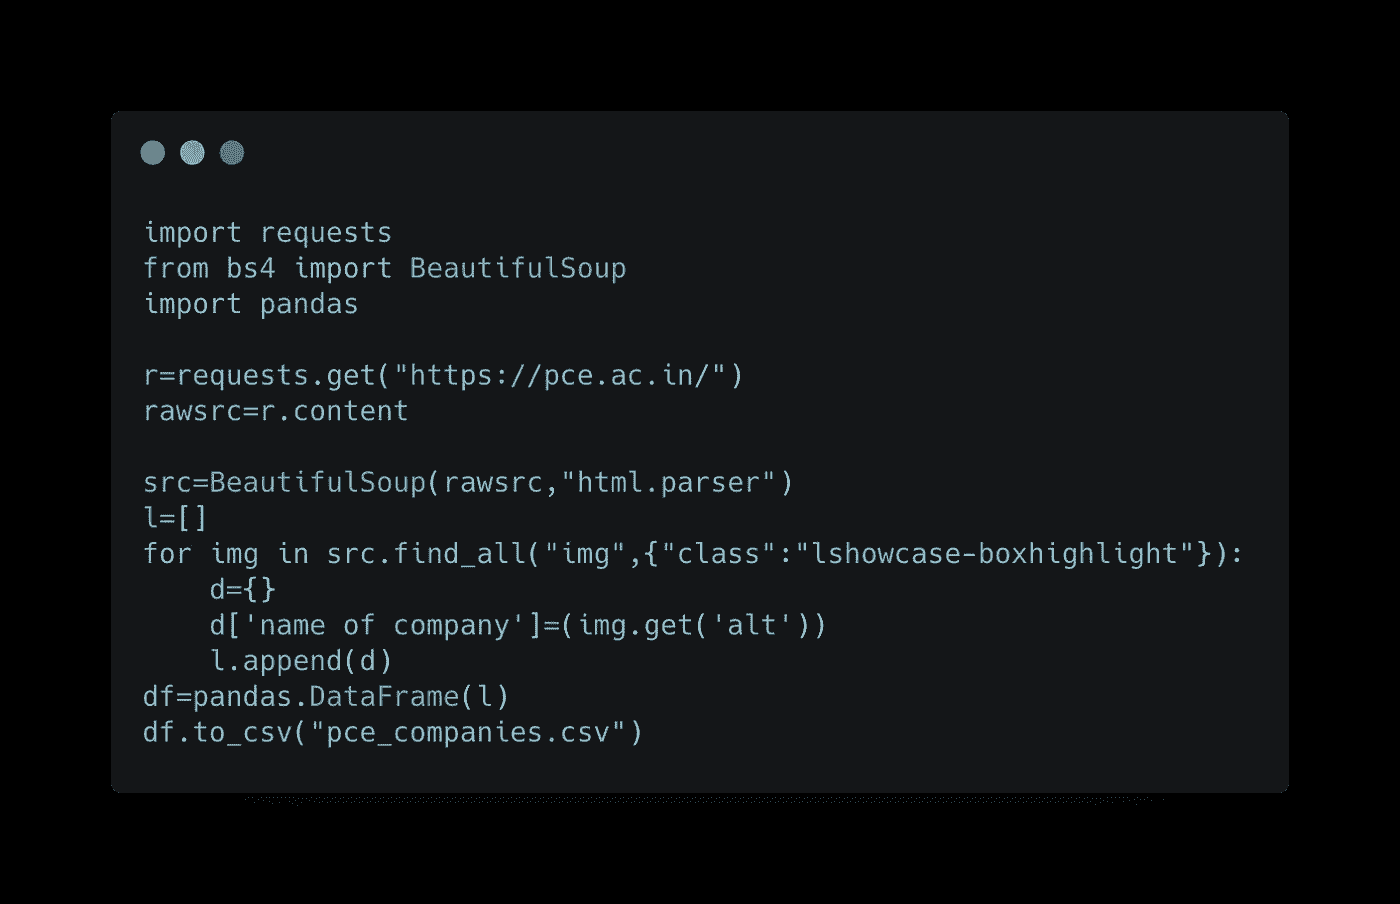 import requests
from bs4 import BeautifulSoup
import pandas

r=requests.get("https://pce.ac.in/")
rawsrc=r.content

src=BeautifulSoup(rawsrc,"html.parser")
l=[]
for img in src.find_all("img",{"class":"lshowcase-boxhighlight"}):
    d={}
    d['name of company']=(img.get('alt'))
    l.append(d)
df=pandas.DataFrame(l)
df.to_csv("pce_companies.csv")